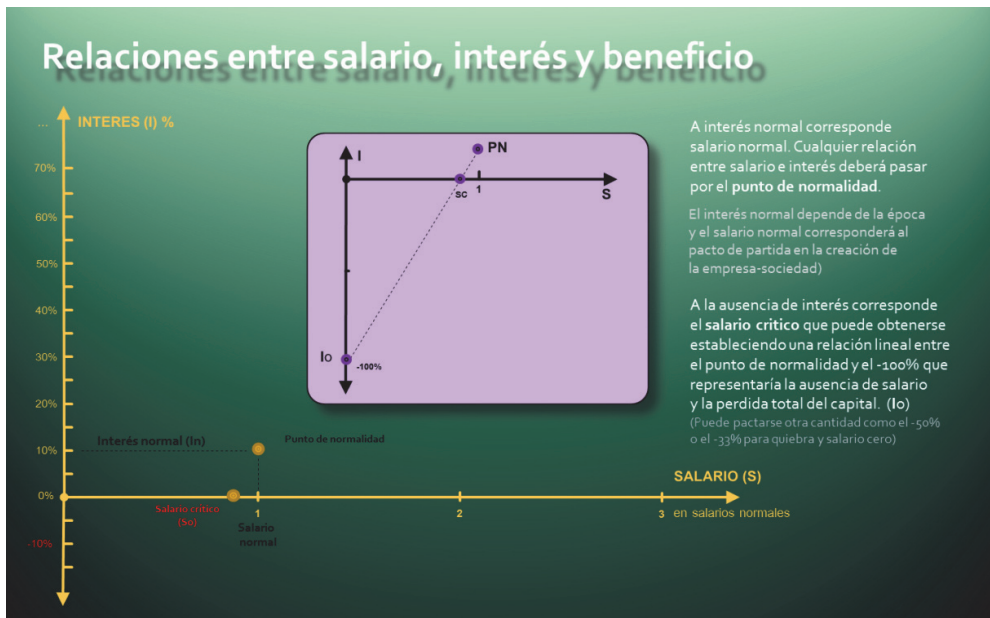 Relaciones entre salario, interés y beneficio
... INTERES (I) %
70%
60%
50%
40%
30%
20%
10%
0%
-10%
Interés normal (In)
Punto de normalidad
Salario crítico
(So)
1
Salario
normal
2
3 en salarios normales
SALARIO (S)
I
PN
sc 1
S
Io
-100%
A interés normal corresponde
salario normal. Cualquier relación
entre salario e interés deberá pasar
por el punto de normalidad.
El interés normal depende de la época
y el salario normal corresponderá al
pacto de partida en la creación de
la empresa-sociedad)
A la ausencia de interés corresponde
el salario critico que puede obtenerse
estableciendo una relación lineal entre
el punto de normalidad y el -100% que
representaría la ausencia de salario
y la perdida total del capital. (Io)
(Puede pactarse otra cantidad como el -50%
o el -33% para quiebra y salario cero)